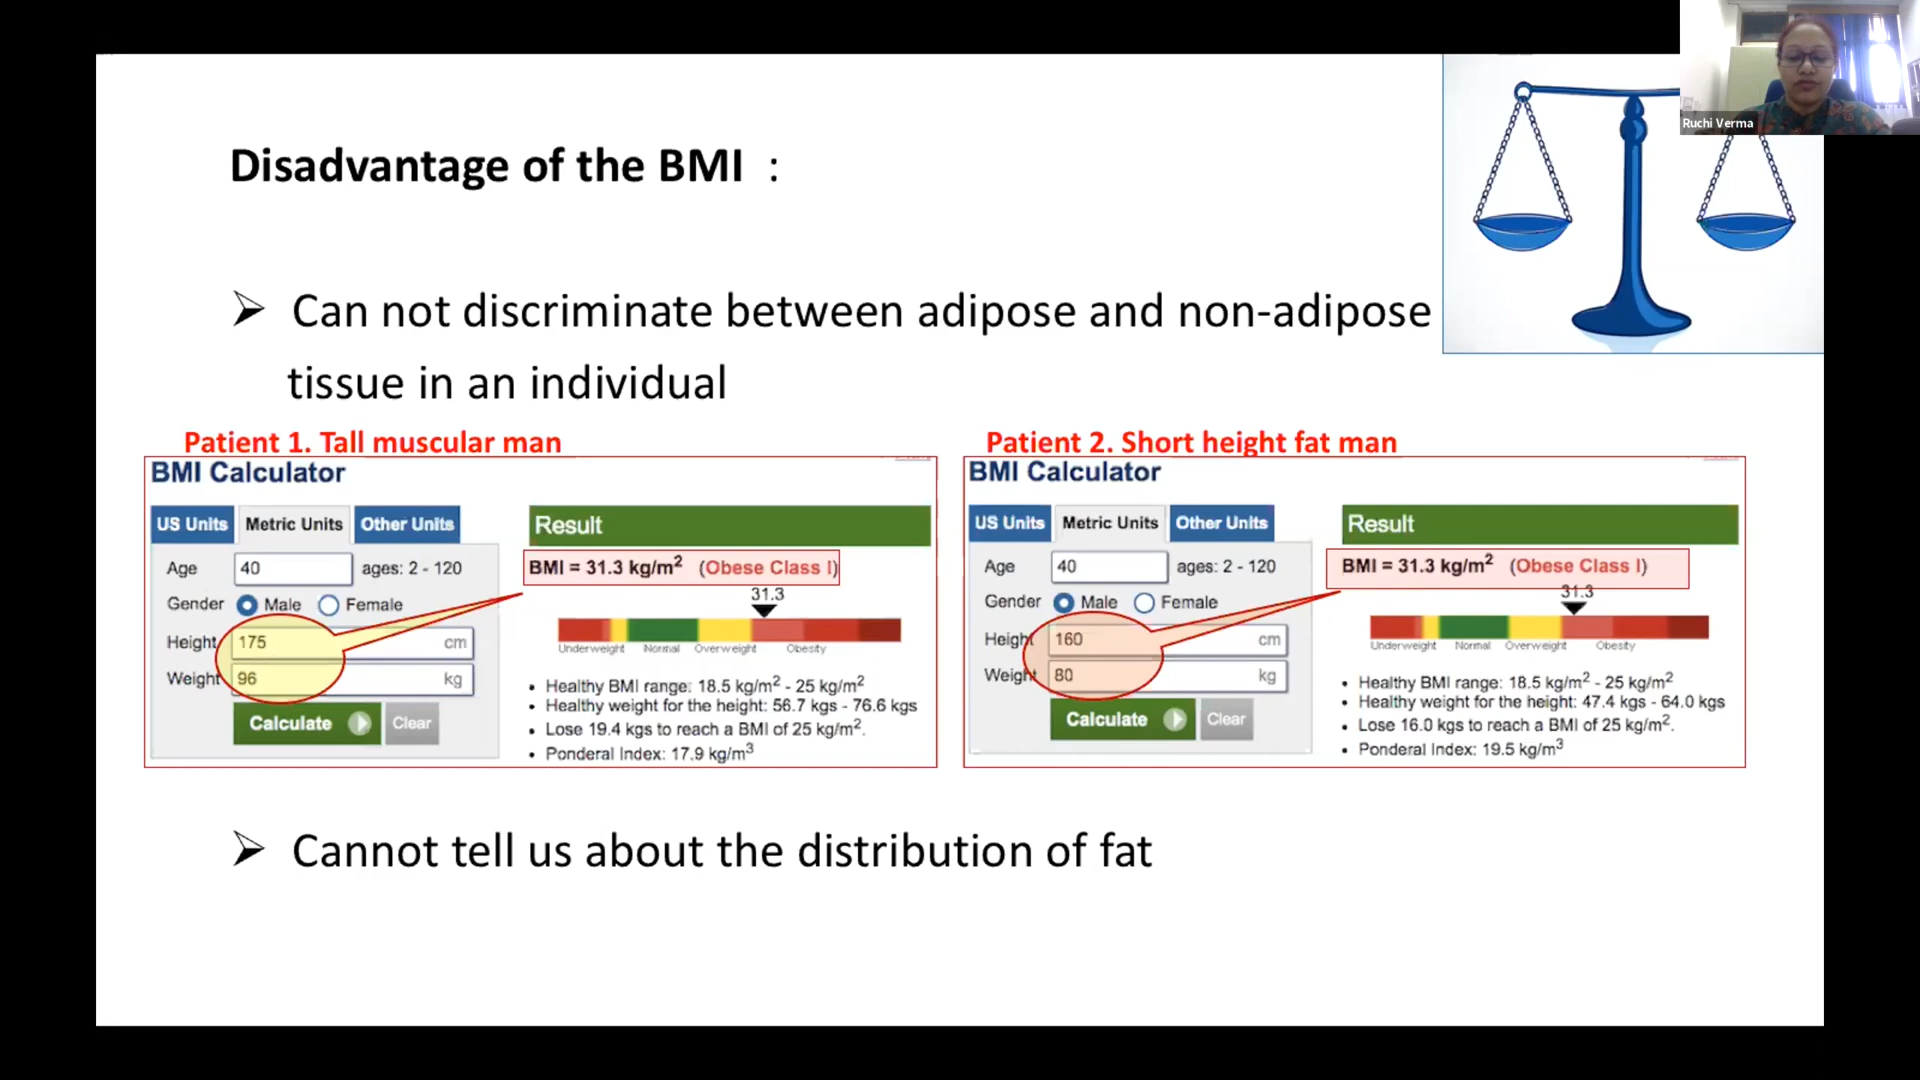 Ruchi Verma
Disadvantage of the BMI :
➢ Can not discriminate between adipose and non-adipose
tissue in an individual
Patient 1. Tall muscular man
BMI Calculator
US Units Metric Units Other Units
Age 40 ages: 2 - 120
Gender Male Female
Height 175 cm
Weight 96 kg
Calculate Clear
Result
BMI = 31.3 kg/m² (Obese Class I)
31.3
Underweight Normal Overweight Obesity
• Healthy BMI range: 18.5 kg/m² - 25 kg/m²
• Healthy weight for the height: 56.7 kgs - 76.6 kgs
• Lose 19.4 kgs to reach a BMI of 25 kg/m².
• Ponderal Index: 17.9 kg/m³
Patient 2. Short height fat man
BMI Calculator
US Units Metric Units Other Units
Age 40 ages: 2 - 120
Gender Male Female
Height 160 cm
Weight 80 kg
Calculate Clear
Result
BMI = 31.3 kg/m² (Obese Class I)
31.3
Underweight Normal Overweight Obesity
• Healthy BMI range: 18.5 kg/m² - 25 kg/m²
• Healthy weight for the height: 47.4 kgs - 64.0 kgs
• Lose 16.0 kgs to reach a BMI of 25 kg/m².
• Ponderal Index: 19.5 kg/m³
➢ Cannot tell us about the distribution of fat